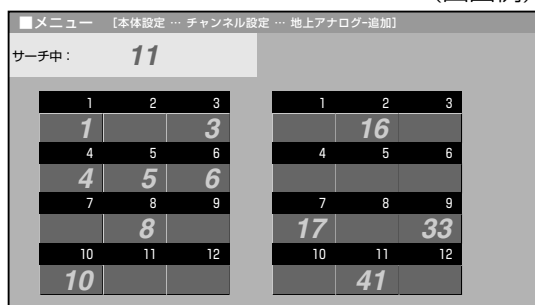 (画面例)
■メニュー [本体設定 … チャンネル設定 … 地上アナログ-追加]
サーチ中: 11
1 2 3 1 2 3
1 3 16
4 5 6 4 5 6
4 5 6
7 8 9 7 8 9
8 17 33
10 11 12 10 11 12
10 41